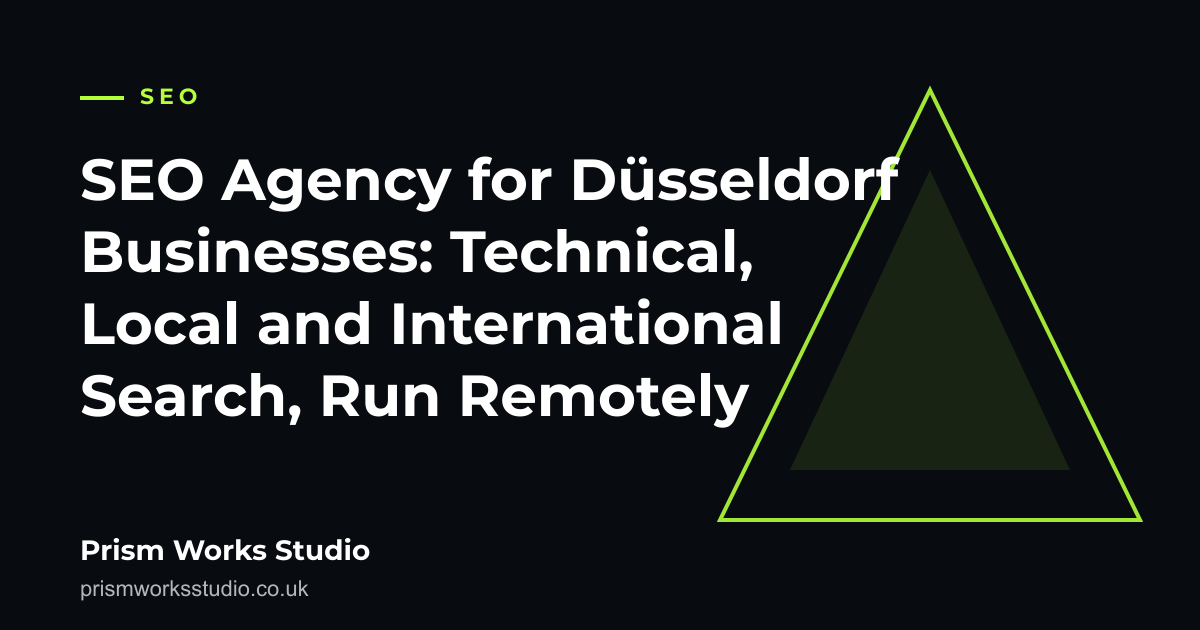 SEO
SEO Agency for Düsseldorf
Businesses: Technical,
Local and International
Search, Run Remotely
Prism Works Studio
prismworksstudio.co.uk